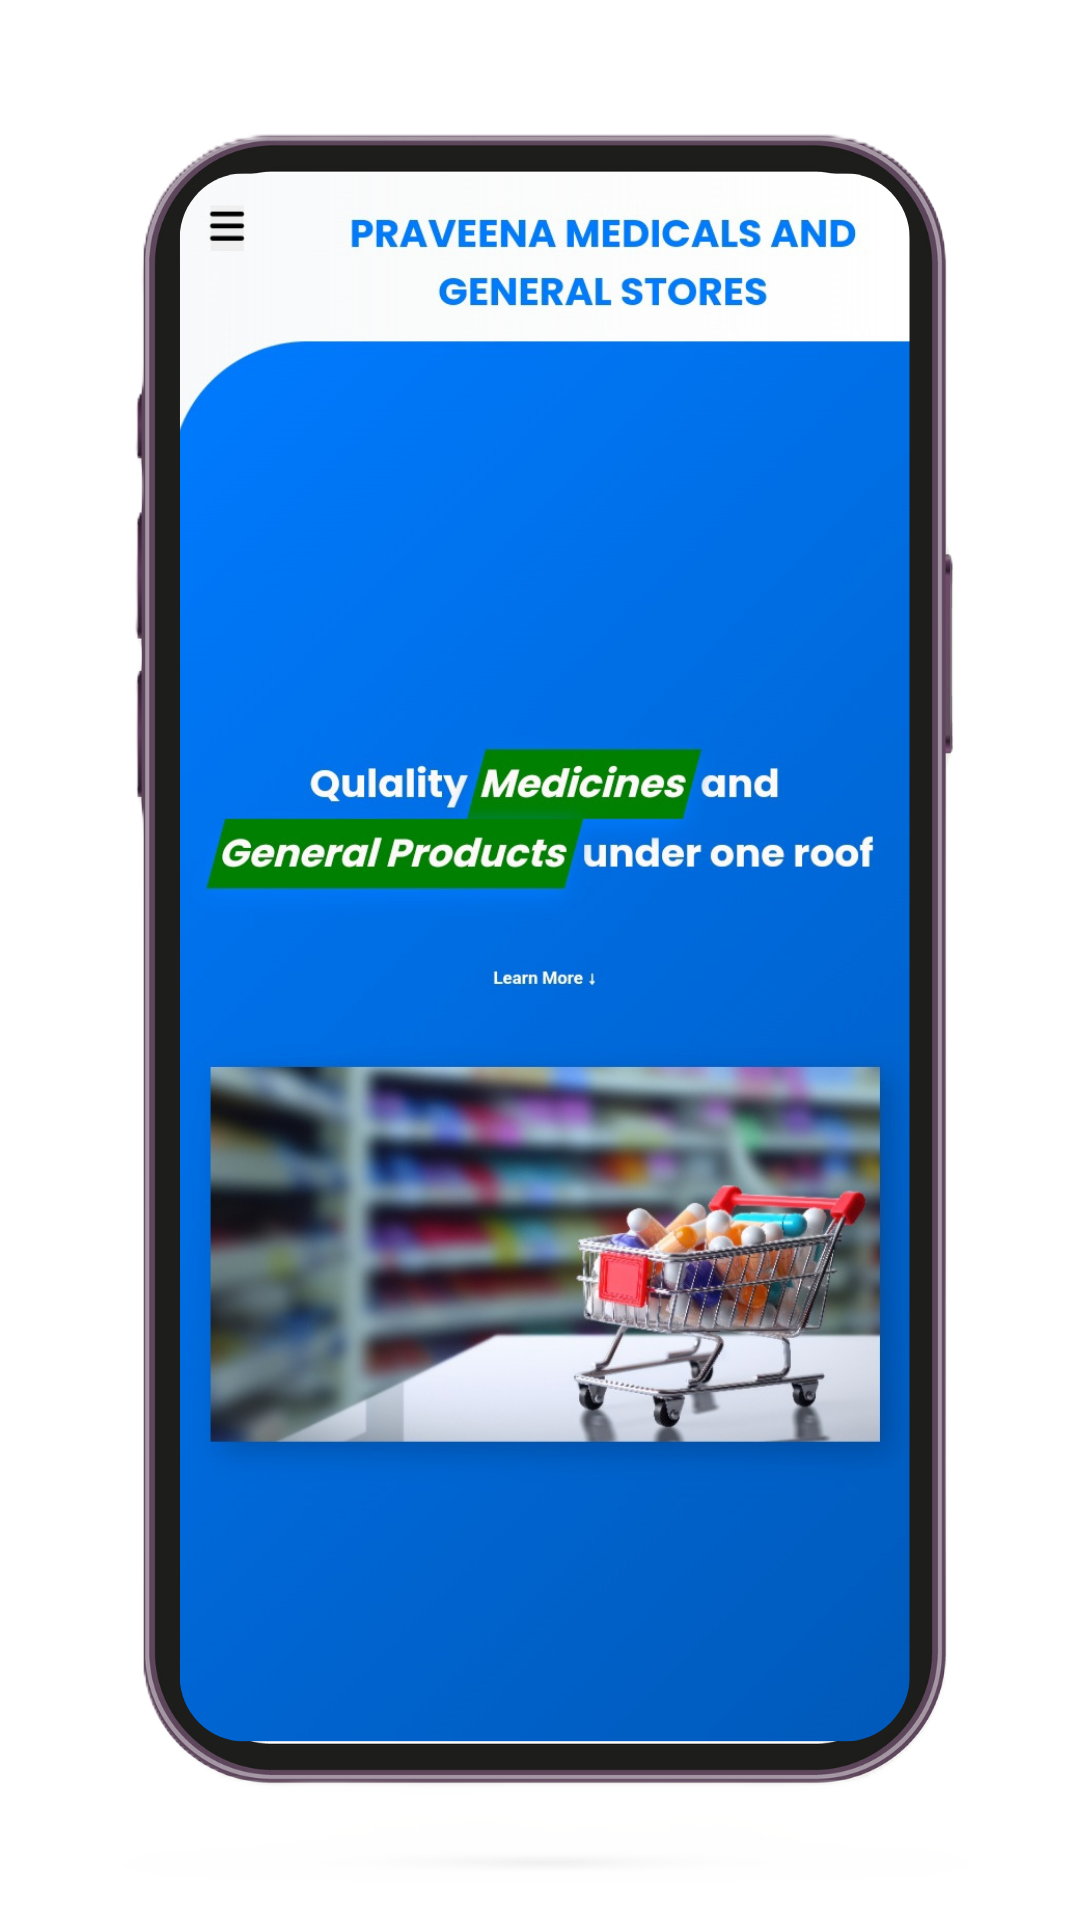 PRAVEENA MEDICALS AND
GENERAL STORES
Qulality Medicines and
General Products under one roof
Learn More ↓